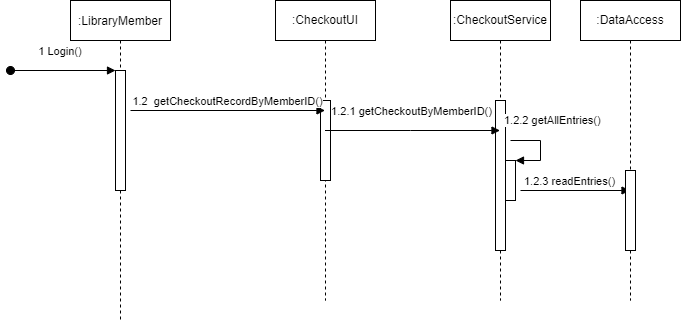 :LibraryMember
:CheckoutUI
:CheckoutService
:DataAccess
1 Login()
1.2  getCheckoutRecordByMemberID()
1.2.1 getCheckoutByMemberID()
1.2.2 getAllEntries()
1.2.3 readEntries()